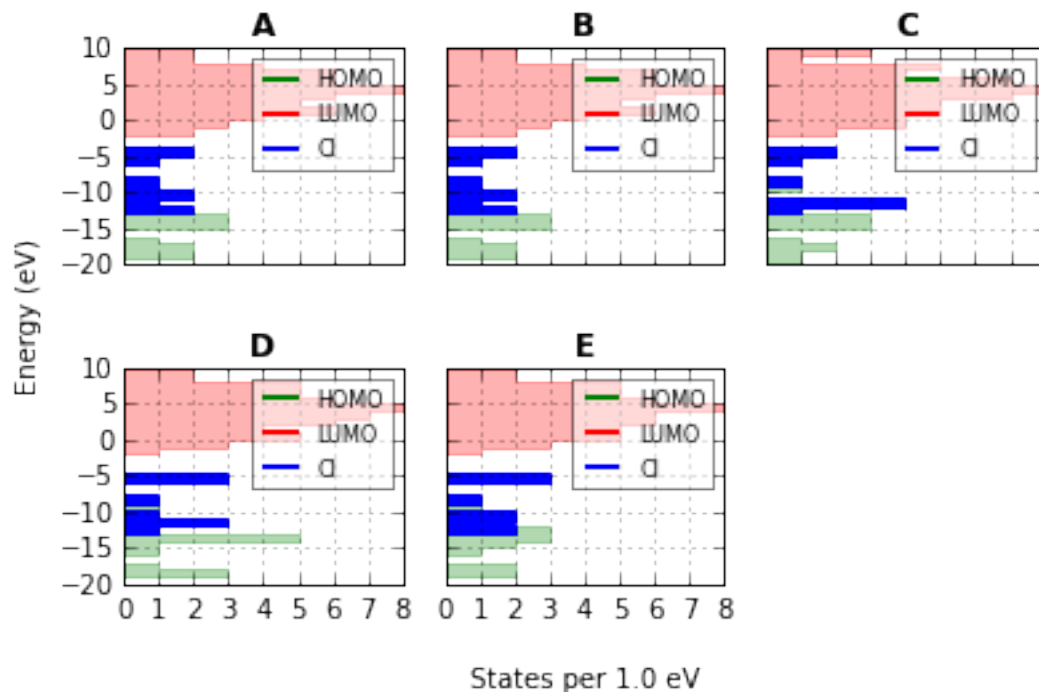 A B C
10
5
0
−5
−10
−15
−20
HOMO
LUMO
CI
HOMO
LUMO
CI
HOMO
LUMO
CI
Energy (eV)
D E
10
5
0
−5
−10
−15
−20
HOMO
LUMO
CI
HOMO
LUMO
CI
0 1 2 3 4 5 6 7 8 0 1 2 3 4 5 6 7 8
States per 1.0 eV